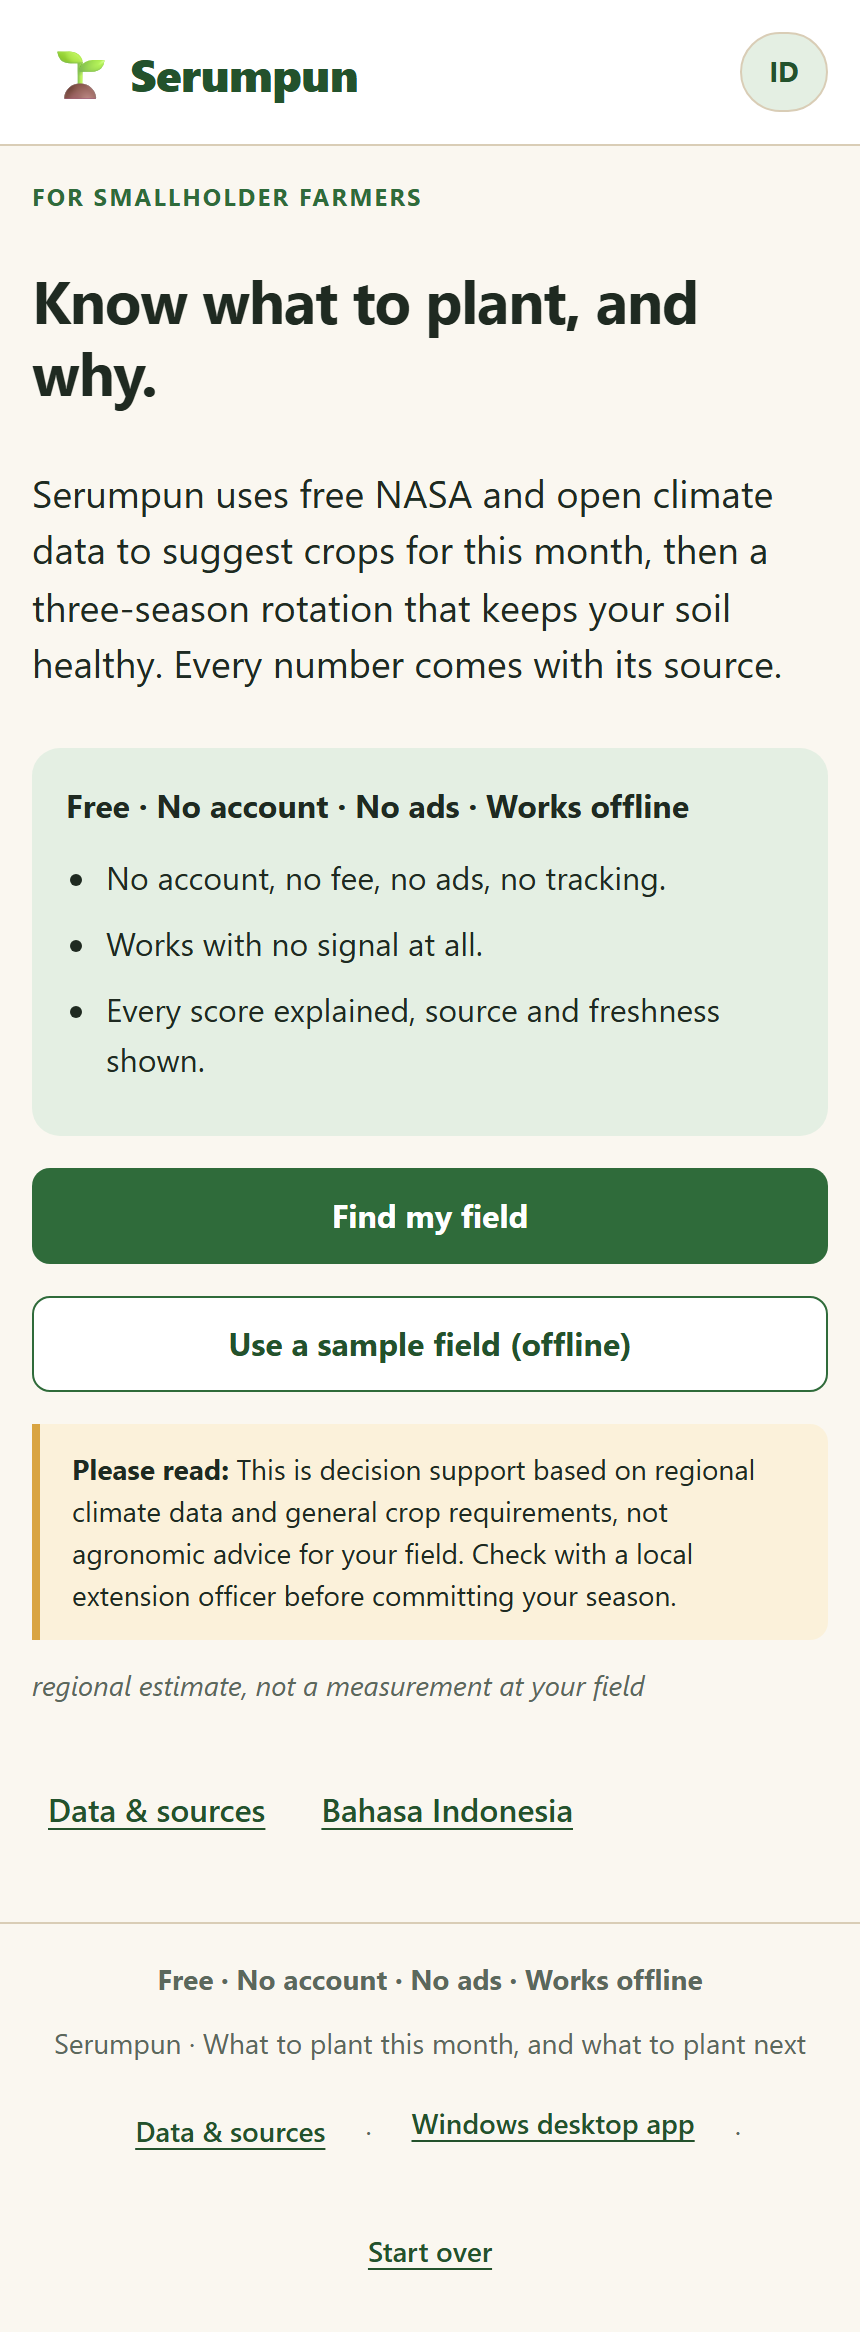 Serumpun
ID
FOR SMALLHOLDER FARMERS
Know what to plant, and
why.
Serumpun uses free NASA and open climate
data to suggest crops for this month, then a
three-season rotation that keeps your soil
healthy. Every number comes with its source.
Free · No account · No ads · Works offline
• No account, no fee, no ads, no tracking.
• Works with no signal at all.
• Every score explained, source and freshness
shown.
Find my field
Use a sample field (offline)
Please read: This is decision support based on regional
climate data and general crop requirements, not
agronomic advice for your field. Check with a local
extension officer before committing your season.
regional estimate, not a measurement at your field
Data & sources Bahasa Indonesia
Free · No account · No ads · Works offline
Serumpun · What to plant this month, and what to plant next
Data & sources · Windows desktop app ·
Start over